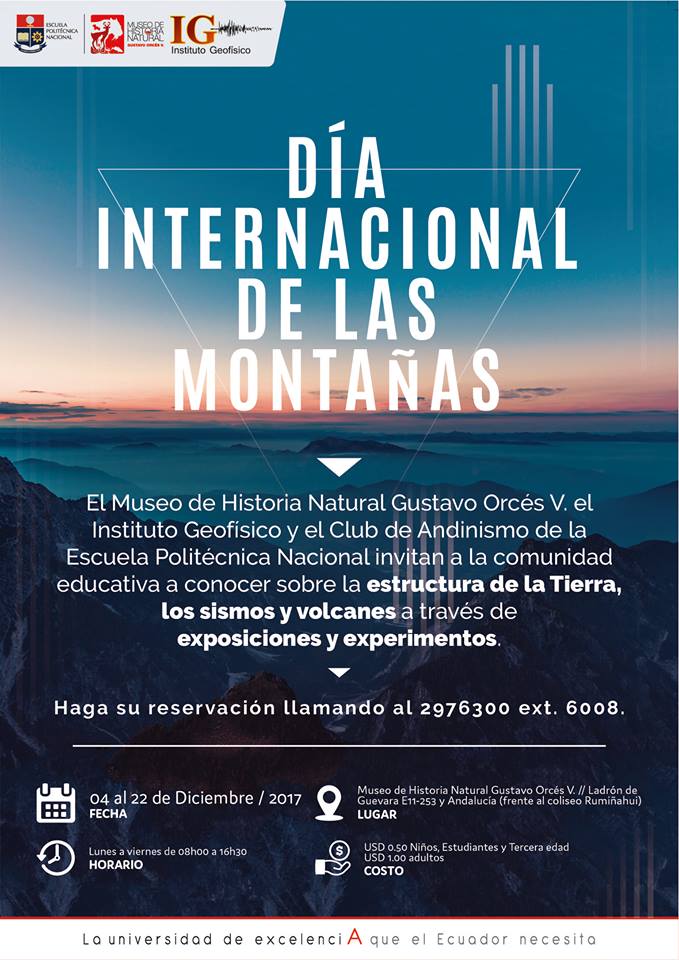 ESCUELA
POLITÉCNICA
NACIONAL
MUSEO DE
HISTORIA
NATURAL
GUSTAVO ORCÉS V.
IG
Instituto Geofísico
DÍA
INTERNACIONAL
DE LAS
MONTAÑAS
El Museo de Historia Natural Gustavo Orcés V. el
Instituto Geofísico y el Club de Andinismo de la
Escuela Politécnica Nacional invitan a la comunidad
educativa a conocer sobre la estructura de la Tierra,
los sismos y volcanes a través de
exposiciones y experimentos.
Haga su reservación llamando al 2976300 ext. 6008.
04 al 22 de Diciembre / 2017
FECHA
Museo de Historia Natural Gustavo Orcés V. // Ladrón de
Guevara E11-253 y Andalucía (frente al coliseo Rumiñahui)
LUGAR
Lunes a viernes de 08h00 a 16h30
HORARIO
USD 0.50 Niños, Estudiantes y Tercera edad
USD 1.00 adultos
COSTO
La universidad de excelenciA que el Ecuador necesita